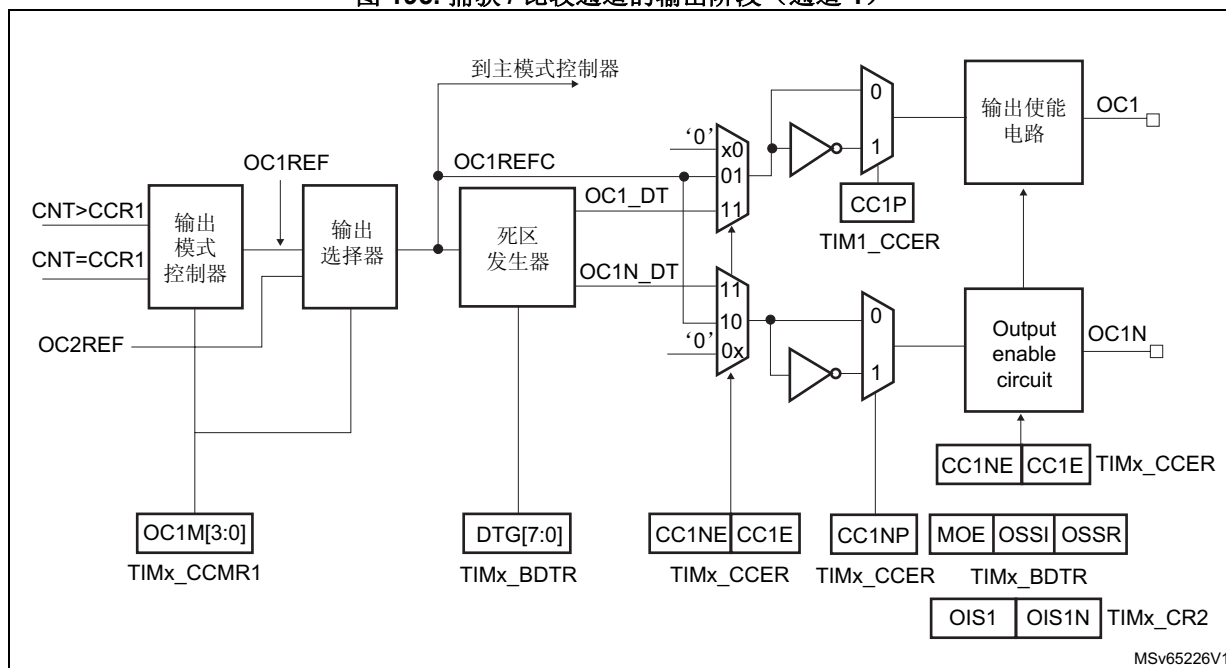 到主模式控制器
OC1REF
OC1REFC
CNT>CCR1
CNT=CCR1
输出
模式
控制器
输出
选择器
OC2REF
死区
发生器
OC1_DT
OC1N_DT
‘0’
x0
01
11
11
10
‘0’
0x
0
1
CC1P
TIM1_CCER
0
1
输出使能
电路
OC1
Output
enable
circuit
OC1N
CC1NE CC1E TIMx_CCER
OC1M[3:0]
TIMx_CCMR1
DTG[7:0]
TIMx_BDTR
CC1NE CC1E
TIMx_CCER
CC1NP
TIMx_CCER
MOE OSSI OSSR
TIMx_BDTR
OIS1 OIS1N TIMx_CR2
MSv65226V1